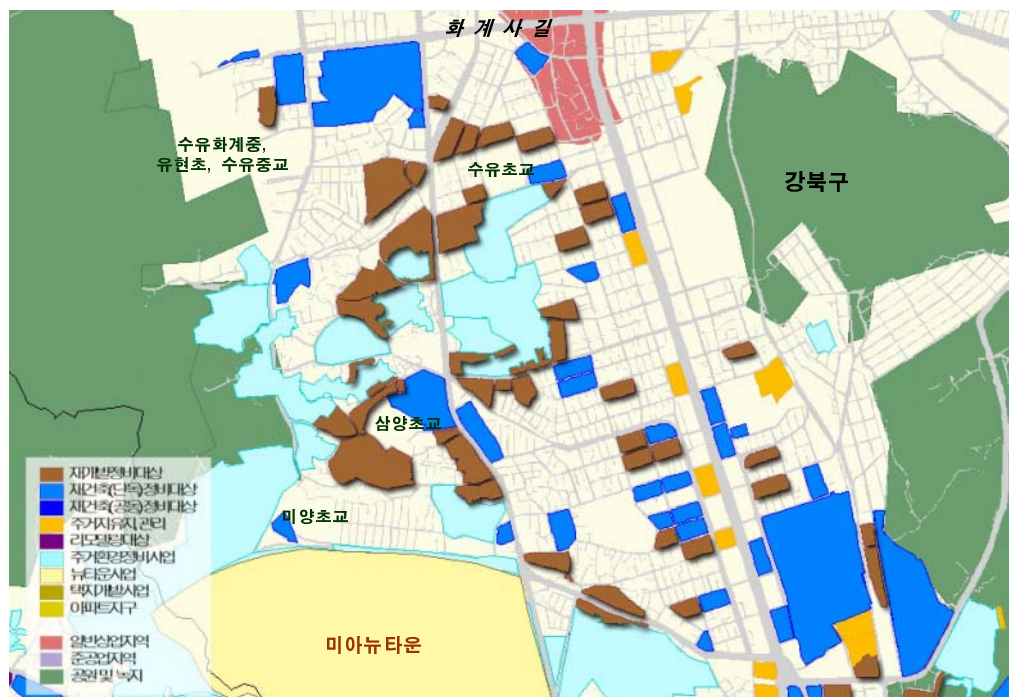 화 계 사 길
수유화계중,
유현초, 수유중교
수유초교
강북구
삼양초교
미양초교
미아뉴타운
재개발정비대상
재건축(단독)정비대상
재건축(공동)정비대상
주거지유지,관리
리모델링대상
주거환경정비사업
뉴타운사업
택지개발사업
아파트지구
일반상업지역
준공업지역
공원 및 녹지